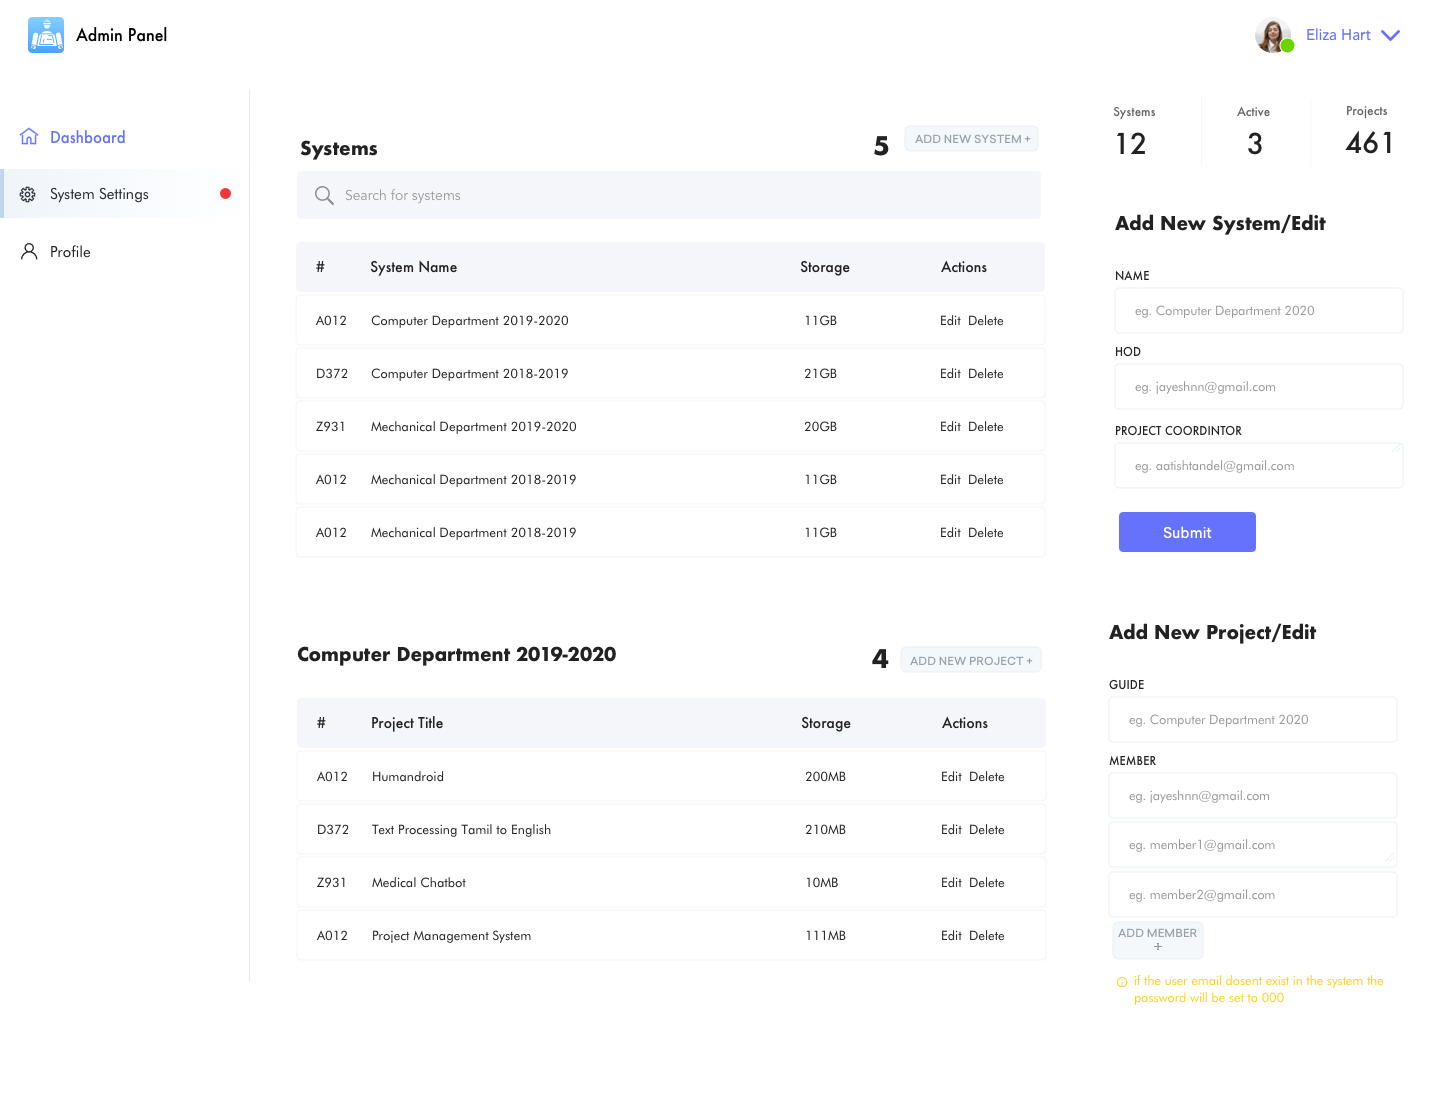 Admin Panel
Eliza Hart
Dashboard
System Settings
Profile
Systems
5
ADD NEW SYSTEM +
Search for systems
# System Name Storage Actions
A012 Computer Department 2019-2020 11GB Edit Delete
D372 Computer Department 2018-2019 21GB Edit Delete
Z931 Mechanical Department 2019-2020 20GB Edit Delete
A012 Mechanical Department 2018-2019 11GB Edit Delete
A012 Mechanical Department 2018-2019 11GB Edit Delete
Computer Department 2019-2020
4
ADD NEW PROJECT +
# Project Title Storage Actions
A012 Humandroid 200MB Edit Delete
D372 Text Processing Tamil to English 210MB Edit Delete
Z931 Medical Chatbot 10MB Edit Delete
A012 Project Management System 111MB Edit Delete
Systems Active Projects
12 3 461
Add New System/Edit
NAME
eg. Computer Department 2020
HOD
eg. jayeshnn@gmail.com
PROJECT COORDINTOR
eg. aatishtandel@gmail.com
Submit
Add New Project/Edit
GUIDE
eg. Computer Department 2020
MEMBER
eg. jayeshnn@gmail.com
eg. member1@gmail.com
eg. member2@gmail.com
ADD MEMBER
+
if the user email dosent exist in the system the
password will be set to 000